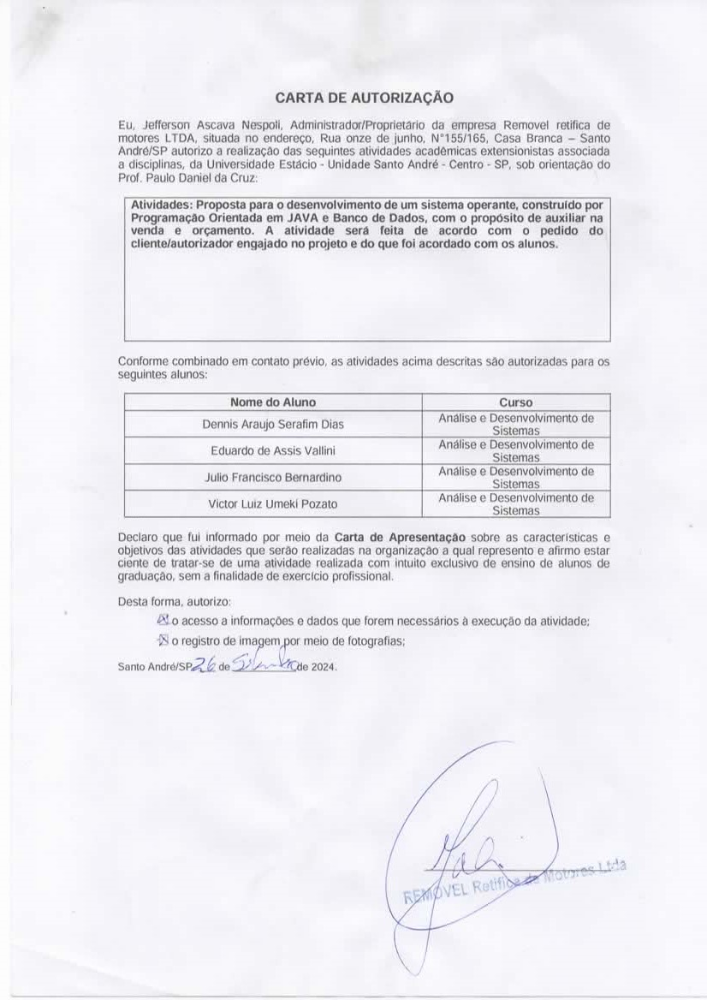 CARTA DE AUTORIZAÇÃO
Eu, Jefferson Ascava Nespoli, Administrador/Proprietário da empresa Removel retifica de
motores LTDA, situada no endereço, Rua onze de junho, N°155/165, Casa Branca – Santo
André/SP autorizo a realização das seguintes atividades acadêmicas extensionistas associada
a disciplinas, da Universidade Estácio - Unidade Santo André - Centro - SP, sob orientação do
Prof. Paulo Daniel da Cruz:
Atividades: Proposta para o desenvolvimento de um sistema operante, construído por
Programação Orientada em JAVA e Banco de Dados, com o propósito de auxiliar na
venda e orçamento. A atividade será feita de acordo com o pedido do
cliente/autorizador engajado no projeto e do que foi acordado com os alunos.
Conforme combinado em contato prévio, as atividades acima descritas são autorizadas para os
seguintes alunos:
Nome do Aluno Curso
Dennis Araujo Serafim Dias Análise e Desenvolvimento de
Sistemas
Eduardo de Assis Vallini Análise e Desenvolvimento de
Sistemas
Julio Francisco Bernardino Análise e Desenvolvimento de
Sistemas
Victor Luiz Umeki Pozato Análise e Desenvolvimento de
Sistemas
Declaro que fui informado por meio da Carta de Apresentação sobre as características e
objetivos das atividades que serão realizadas na organização a qual represento e afirmo estar
ciente de tratar-se de uma atividade realizada com intuito exclusivo de ensino de alunos de
graduação, sem a finalidade de exercício profissional.
Desta forma, autorizo:
o acesso a informações e dados que forem necessários à execução da atividade;
o registro de imagem por meio de fotografias;
Santo André/SP 26 de Setembro de 2024.
REMOVEL Retifica de Motores Ltda